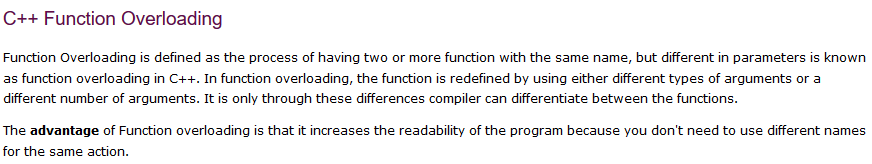 C++ Function Overloading
Function Overloading is defined as the process of having two or more function with the same name, but different in parameters is known
as function overloading in C++. In function overloading, the function is redefined by using either different types of arguments or a
different number of arguments. It is only through these differences compiler can differentiate between the functions.
The advantage of Function overloading is that it increases the readability of the program because you don't need to use different names
for the same action.